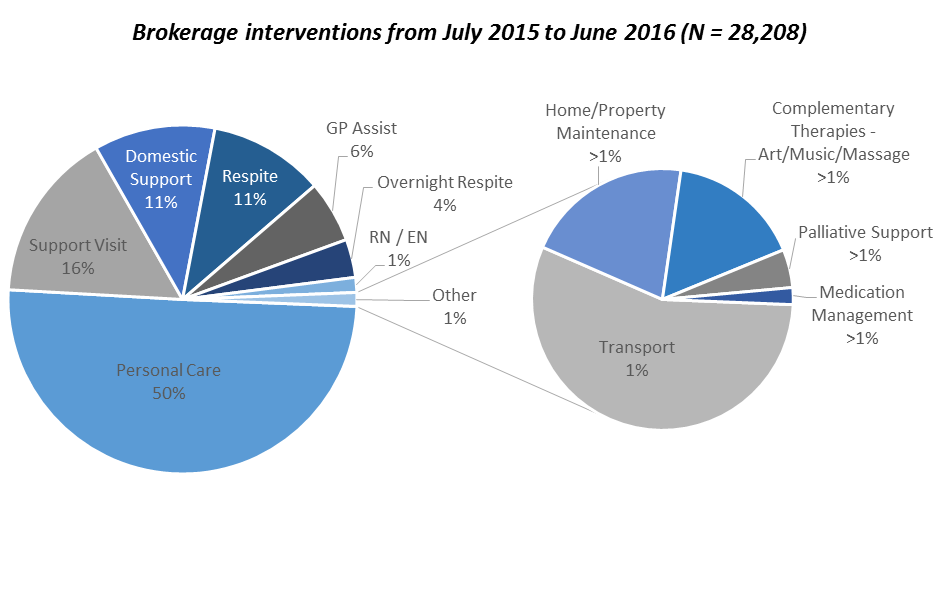 Brokerage interventions from July 2015 to June 2016 (N = 28,208)
Domestic
Support
11%
Respite
11%
GP Assist
6%
Overnight Respite
4%
RN / EN
1%
Other
1%
Support Visit
16%
Personal Care
50%
Home/Property
Maintenance
>1%
Complementary
Therapies -
Art/Music/Massage
>1%
Palliative Support
>1%
Medication
Management
>1%
Transport
1%